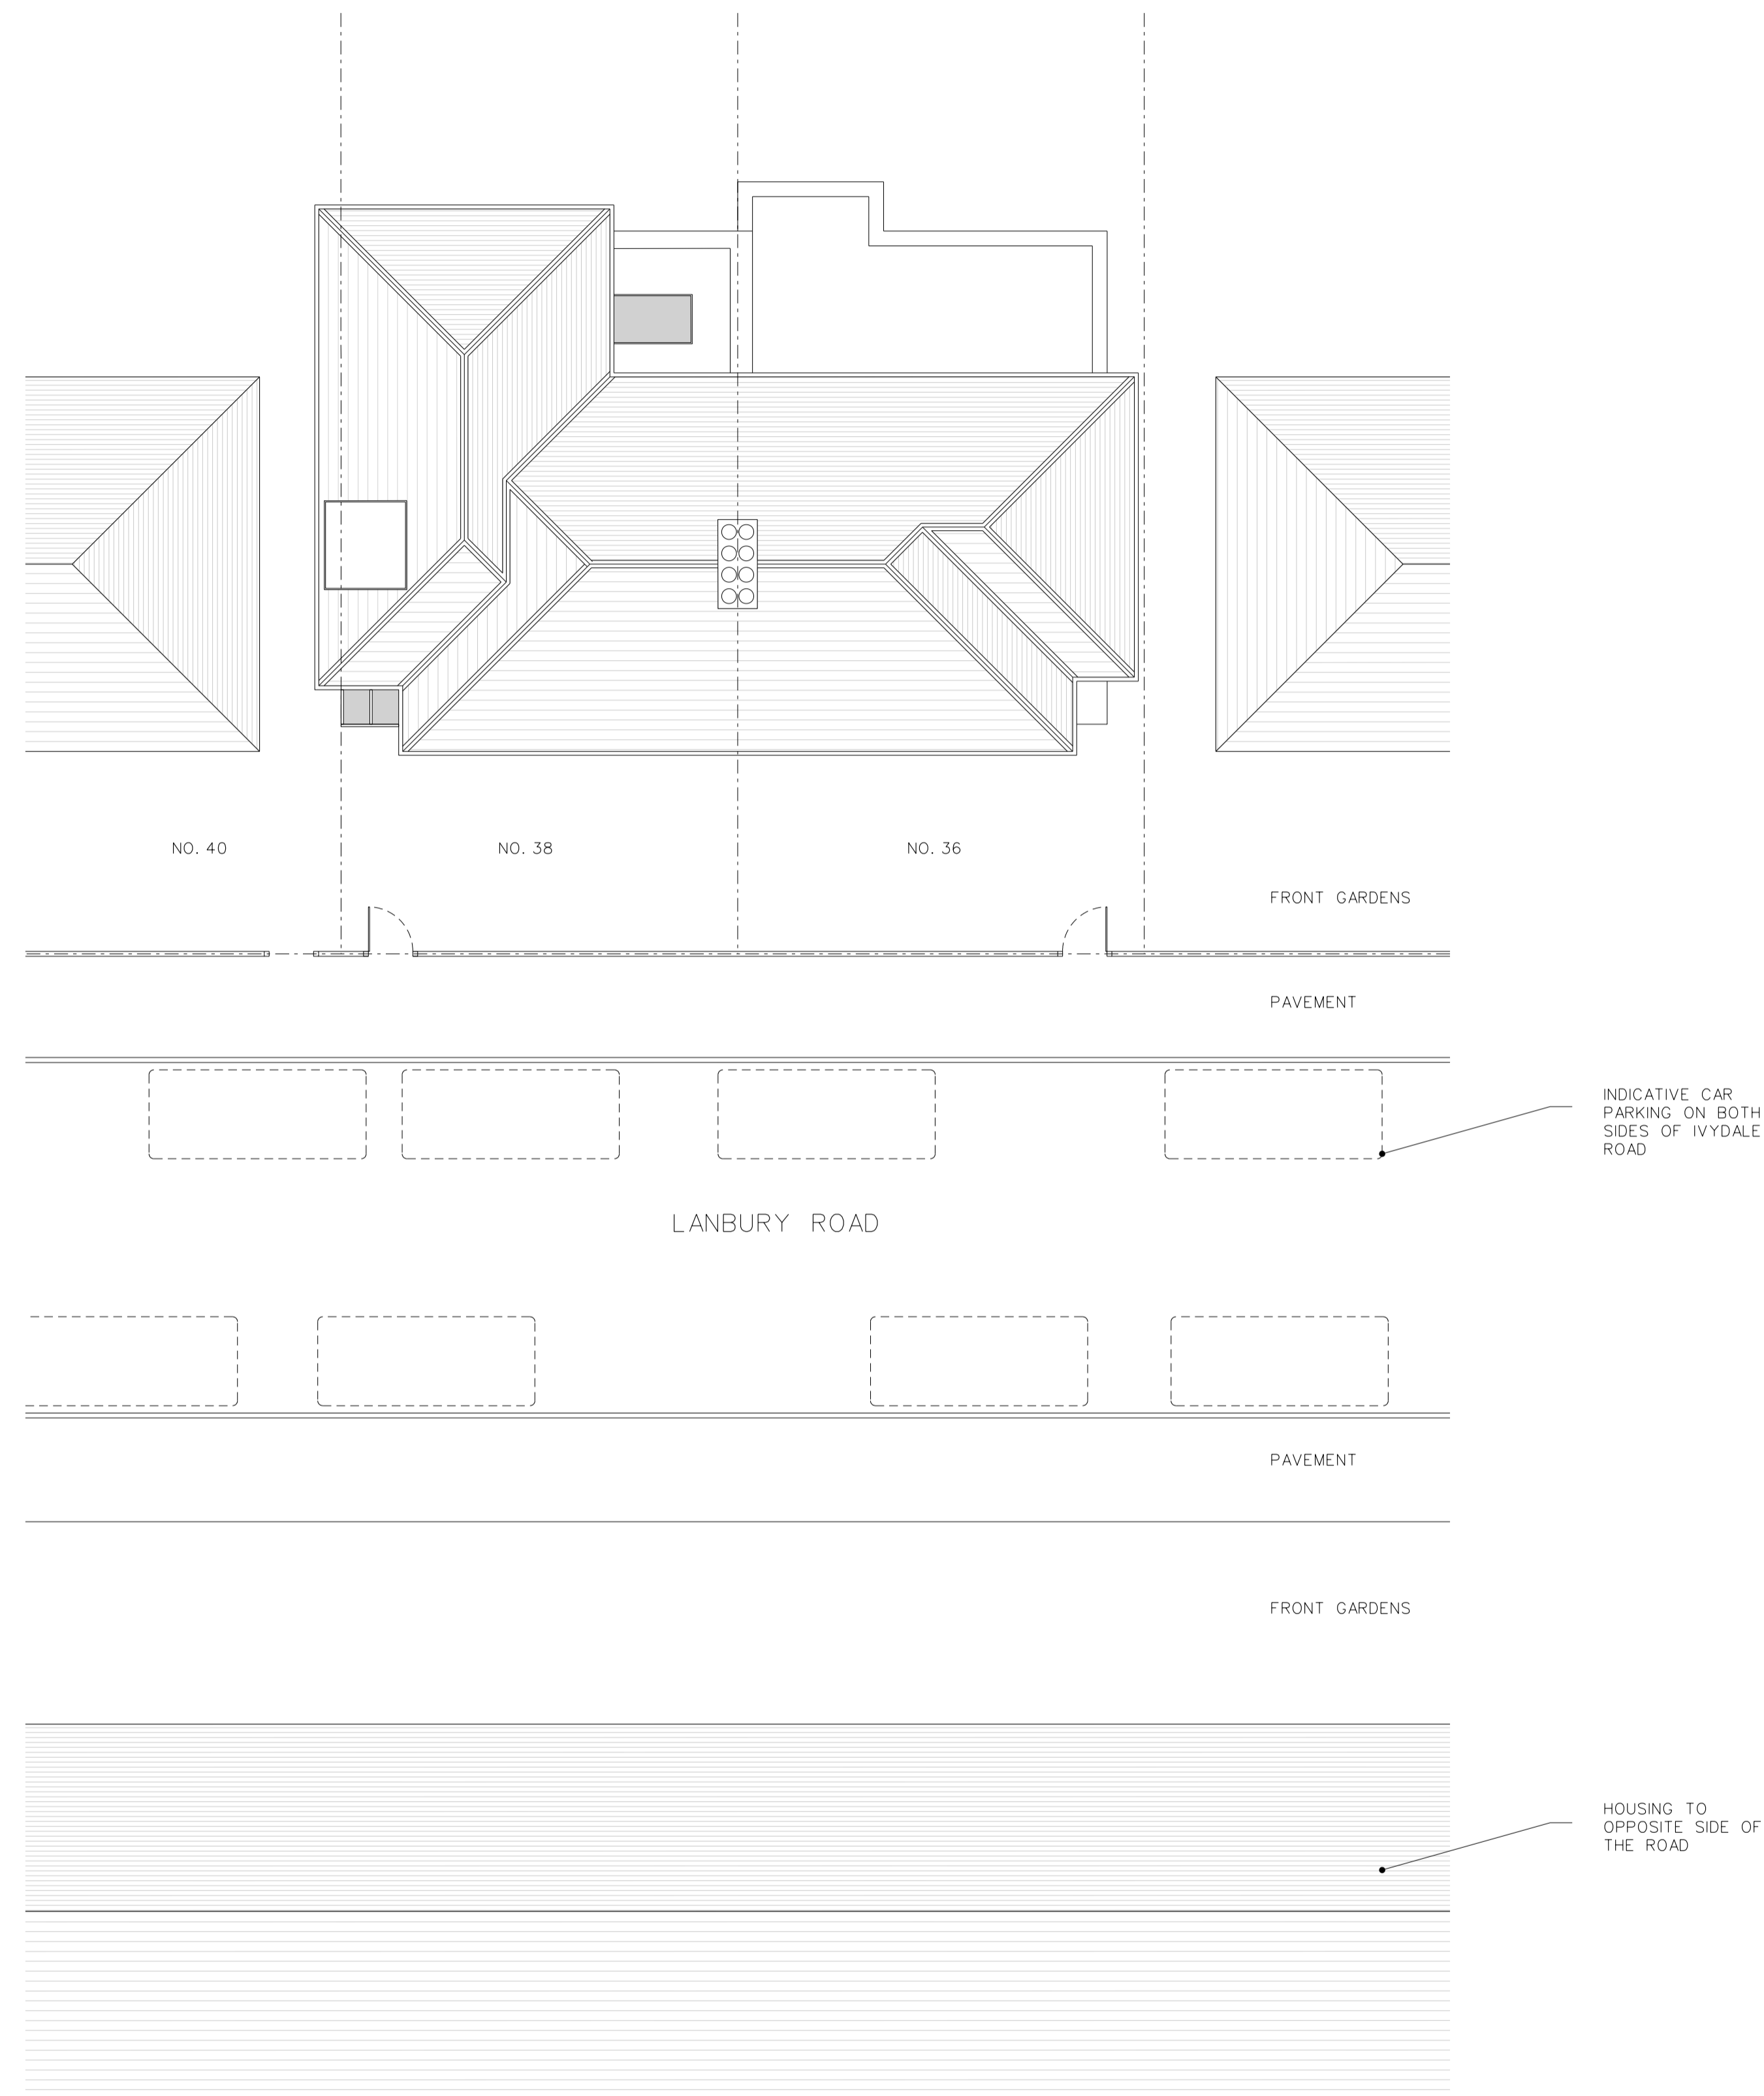 NO. 40
NO. 38
NO. 36
FRONT GARDENS
PAVEMENT
INDICATIVE CAR
PARKING ON BOTH
SIDES OF IVYDALE
ROAD
LANBURY ROAD
PAVEMENT
FRONT GARDENS
HOUSING TO
OPPOSITE SIDE OF
THE ROAD